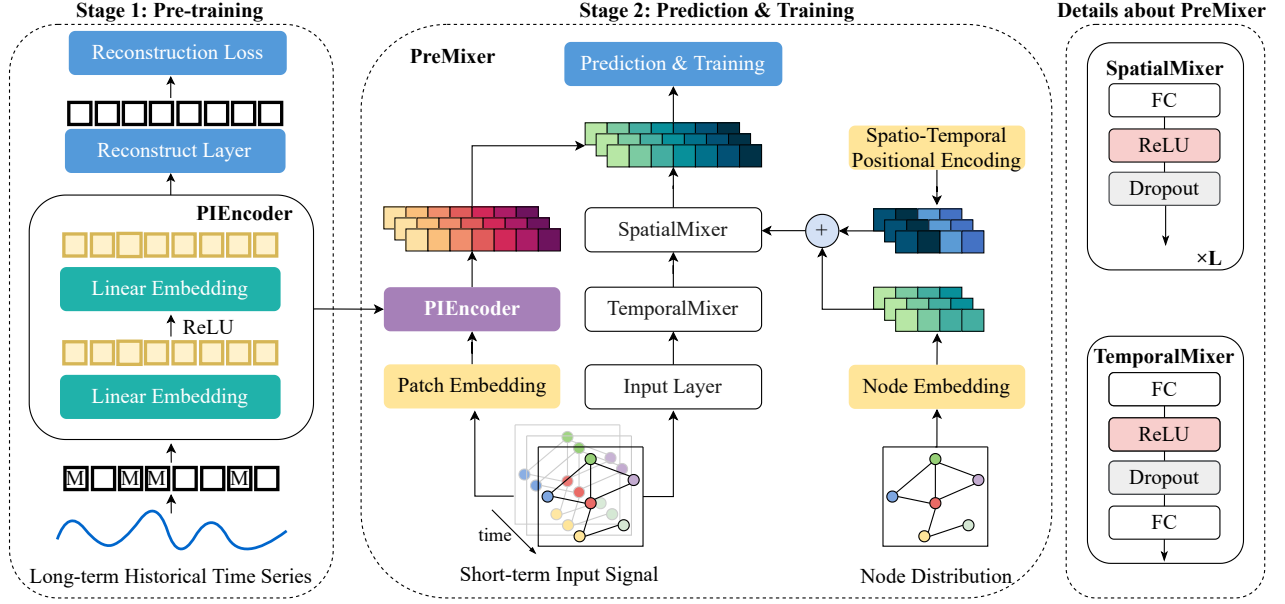 Stage 1: Pre-training
Reconstruction Loss
Reconstruct Layer
PIEncoder
Linear Embedding
ReLU
Linear Embedding
M M M M
Long-term Historical Time Series
Stage 2: Prediction & Training
PreMixer
Prediction & Training
Spatio-Temporal
Positional Encoding
SpatialMixer
+
PIEncoder
TemporalMixer
Patch Embedding
Input Layer
Node Embedding
time
Short-term Input Signal
Node Distribution
Details about PreMixer
SpatialMixer
FC
ReLU
Dropout
×L
TemporalMixer
FC
ReLU
Dropout
FC